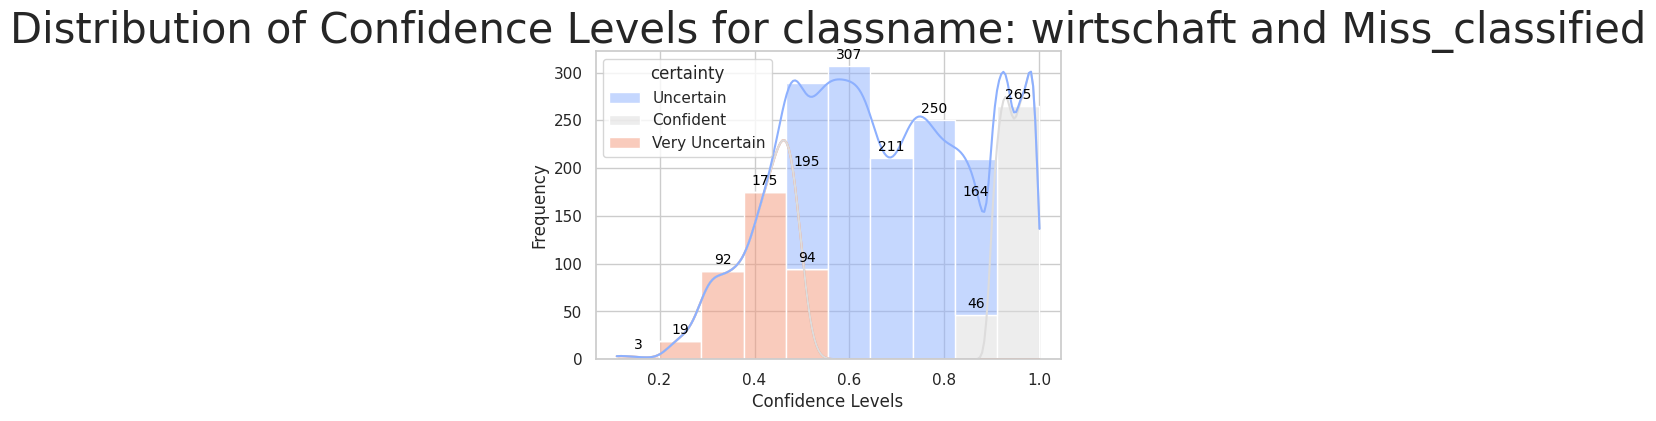 Distribution of Confidence Levels for classname: wirtschaft and Miss_classified
certainty
Uncertain
Confident
Very Uncertain
Frequency
300
250
200
150
100
50
0
3
19
92
175
195
94
307
211
250
164
46
265
0.2 0.4 0.6 0.8 1.0
Confidence Levels